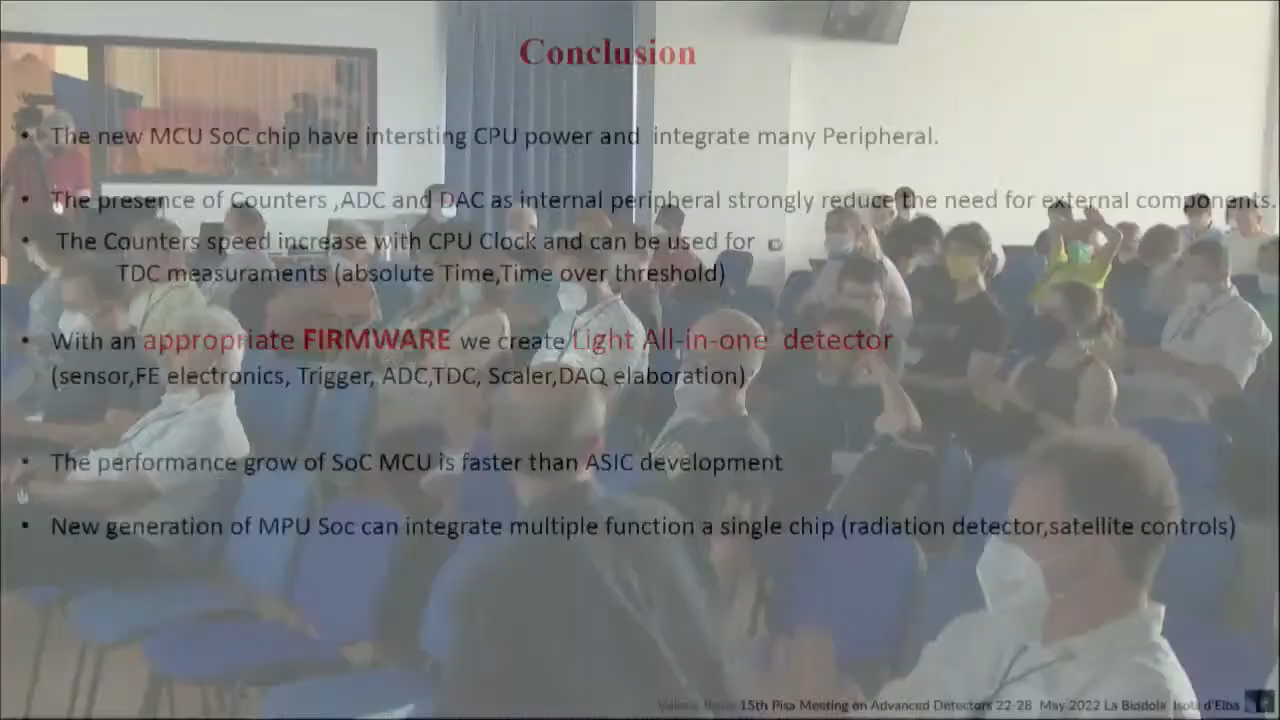 Conclusion
• The new MCU SoC chip have intersting CPU power and integrate many Peripheral.
• The presence of Counters ,ADC and DAC as internal peripheral strongly reduce the need for external components.
• The Counters speed increase with CPU Clock and can be used for
TDC measuraments (absolute Time,Time over threshold)
• With an appropriate FIRMWARE we create Light All-in-one detector
(sensor,FE electronics, Trigger, ADC,TDC, Scaler,DAQ elaboration)
• The performance grow of SoC MCU is faster than ASIC development
• New generation of MPU Soc can integrate multiple function a single chip (radiation detector,satellite controls)
15th Pisa Meeting on Advanced Detectors 22-28 May 2022 La Biodola Isola d'Elba